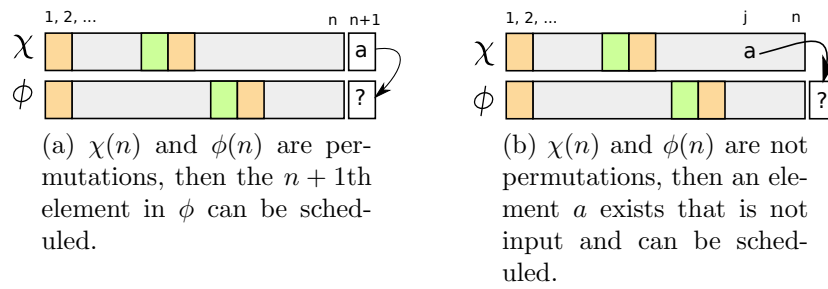 1, 2, ... n n+1
χ a
ϕ ?
(a) χ(n) and ϕ(n) are per-
mutations, then the n + 1th
element in ϕ can be sched-
uled.
1, 2, ... j n
χ a
ϕ ?
(b) χ(n) and ϕ(n) are not
permutations, then an ele-
ment a exists that is not
input and can be sched-
uled.